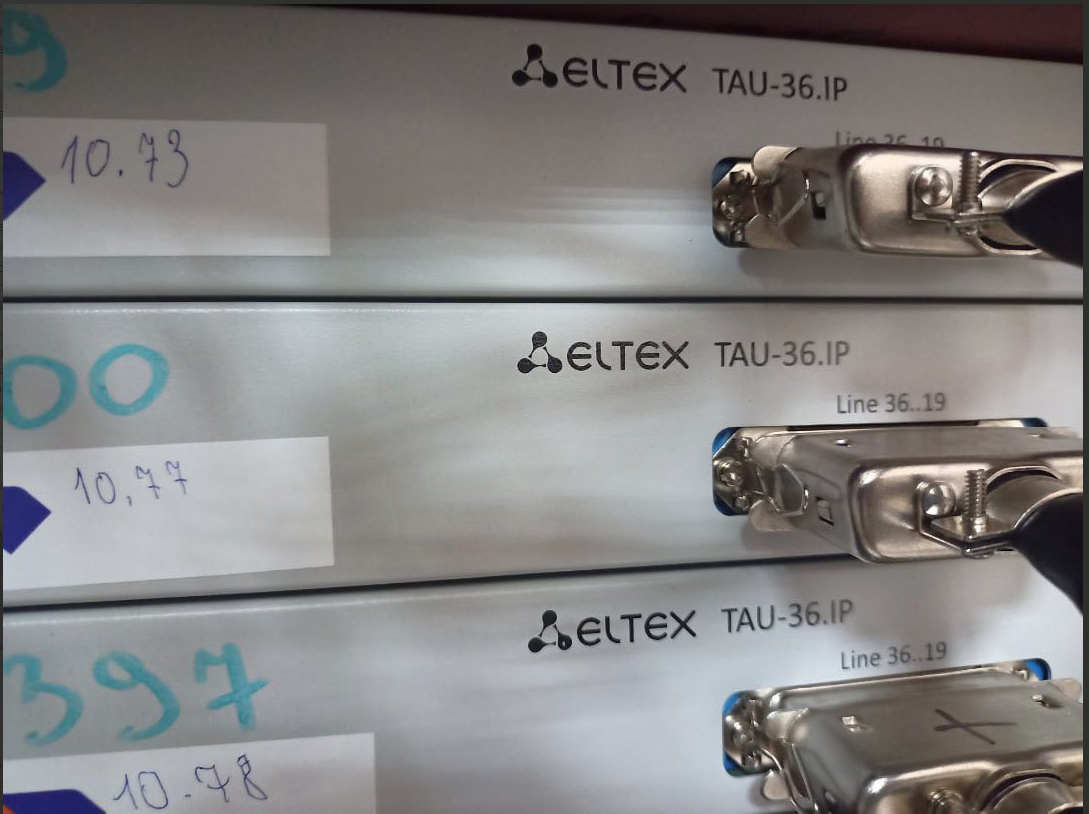 9
ELTEX TAU-36.IP
Line 36..19
10.73
00
ELTEX TAU-36.IP
Line 36..19
10,77
397
ELTEX TAU-36.IP
Line 36..19
10.78